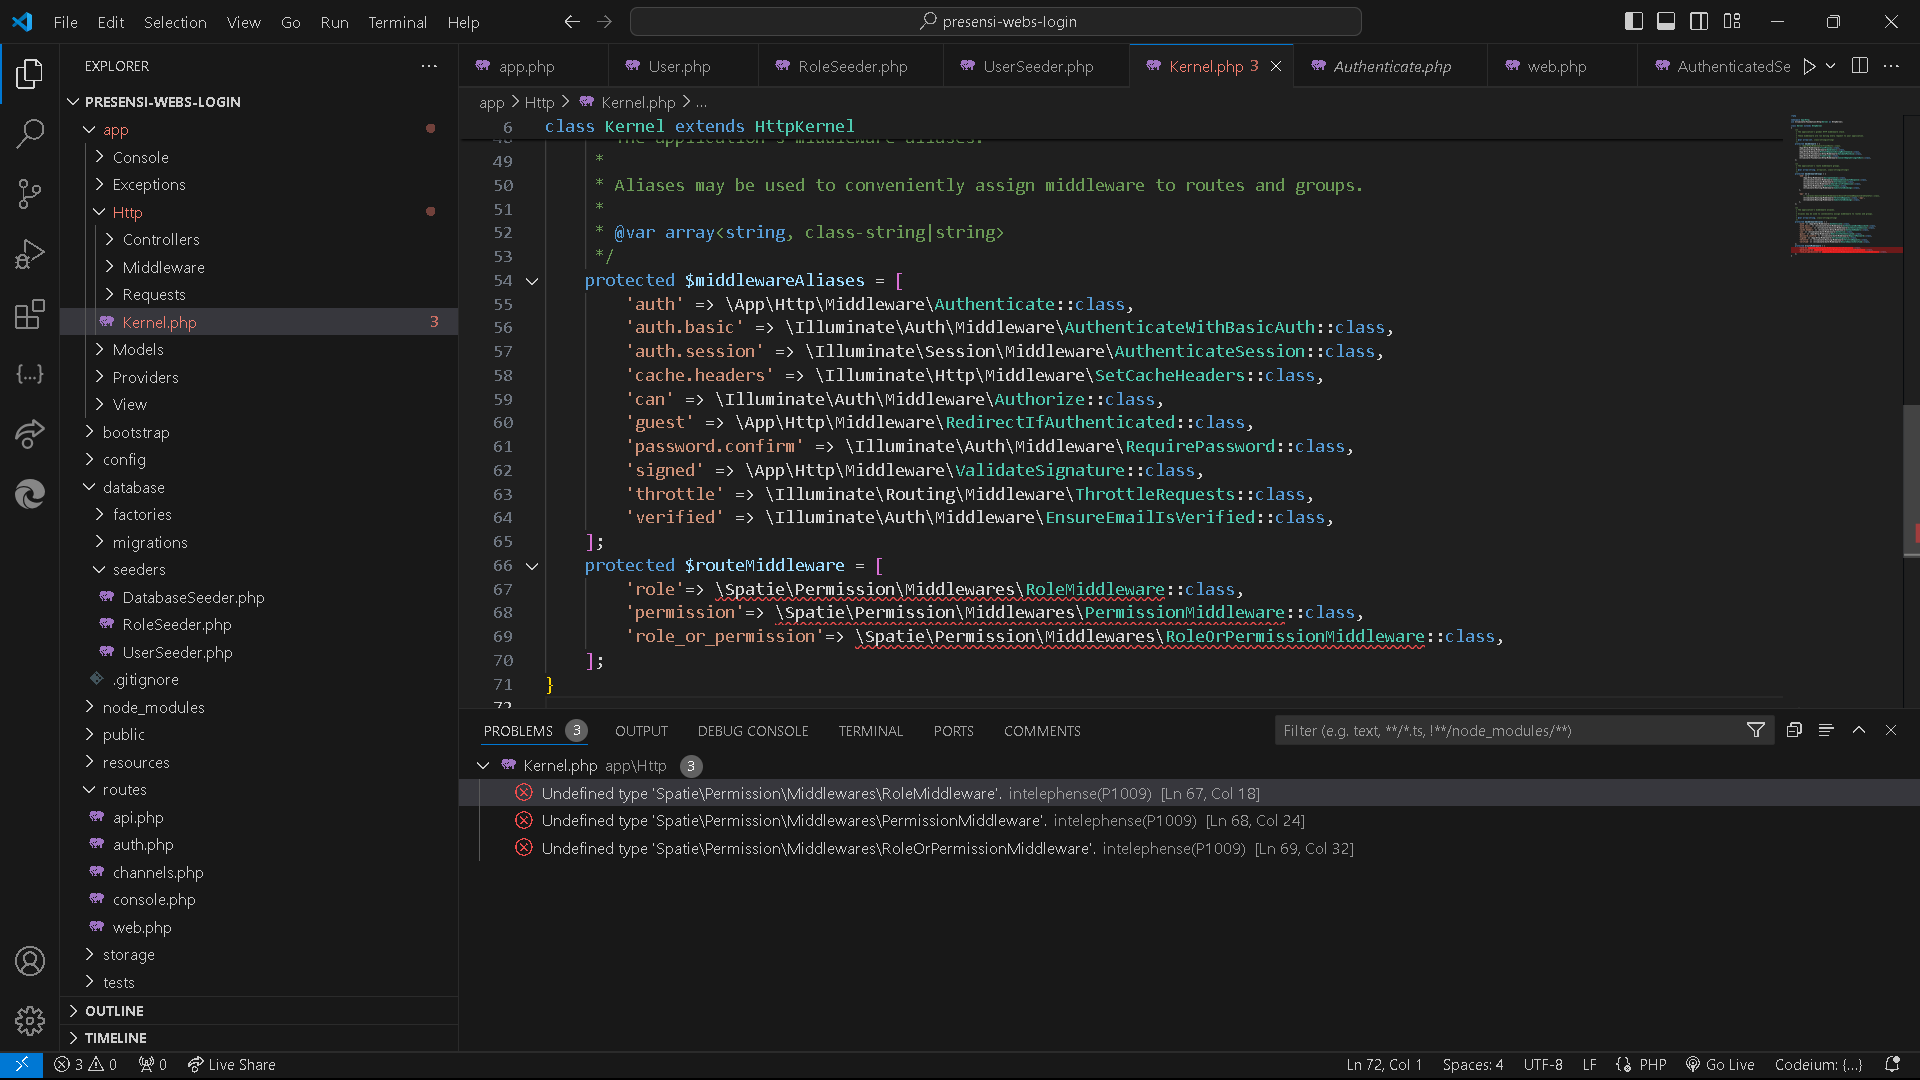 File Edit Selection View Go Run Terminal Help
presensi-webs-login
EXPLORER
PRESENSI-WEBS-LOGIN
app
Console
Exceptions
Http
Controllers
Middleware
Requests
Kernel.php 3
Models
Providers
View
bootstrap
config
database
factories
migrations
seeders
DatabaseSeeder.php
RoleSeeder.php
UserSeeder.php
.gitignore
node_modules
public
resources
routes
api.php
auth.php
channels.php
console.php
web.php
storage
tests
OUTLINE
TIMELINE
app.php User.php RoleSeeder.php UserSeeder.php Kernel.php 3 Authenticate.php web.php AuthenticatedSe
app > Http > Kernel.php > ...
6 class Kernel extends HttpKernel
48 * The application's middleware aliases.
49 *
50 * Aliases may be used to conveniently assign middleware to routes and groups.
51 *
52 * @var array<string, class-string|string>
53 */
54 protected $middlewareAliases = [
55 'auth' => \App\Http\Middleware\Authenticate::class,
56 'auth.basic' => \Illuminate\Auth\Middleware\AuthenticateWithBasicAuth::class,
57 'auth.session' => \Illuminate\Session\Middleware\AuthenticateSession::class,
58 'cache.headers' => \Illuminate\Http\Middleware\SetCacheHeaders::class,
59 'can' => \Illuminate\Auth\Middleware\Authorize::class,
60 'guest' => \App\Http\Middleware\RedirectIfAuthenticated::class,
61 'password.confirm' => \Illuminate\Auth\Middleware\RequirePassword::class,
62 'signed' => \App\Http\Middleware\ValidateSignature::class,
63 'throttle' => \Illuminate\Routing\Middleware\ThrottleRequests::class,
64 'verified' => \Illuminate\Auth\Middleware\EnsureEmailIsVerified::class,
65 ];
66 protected $routeMiddleware = [
67 'role'=> \Spatie\Permission\Middlewares\RoleMiddleware::class,
68 'permission'=> \Spatie\Permission\Middlewares\PermissionMiddleware::class,
69 'role_or_permission'=> \Spatie\Permission\Middlewares\RoleOrPermissionMiddleware::class,
70 ];
71 }
72
PROBLEMS 3 OUTPUT DEBUG CONSOLE TERMINAL PORTS COMMENTS Filter (e.g. text, **/*.ts, !**/node_modules/**)
Kernel.php app\Http 3
Undefined type 'Spatie\Permission\Middlewares\RoleMiddleware'. intelephense(P1009) [Ln 67, Col 18]
Undefined type 'Spatie\Permission\Middlewares\PermissionMiddleware'. intelephense(P1009) [Ln 68, Col 24]
Undefined type 'Spatie\Permission\Middlewares\RoleOrPermissionMiddleware'. intelephense(P1009) [Ln 69, Col 32]
3 0 0 Live Share Ln 72, Col 1 Spaces: 4 UTF-8 LF PHP Go Live Codeium: {...}